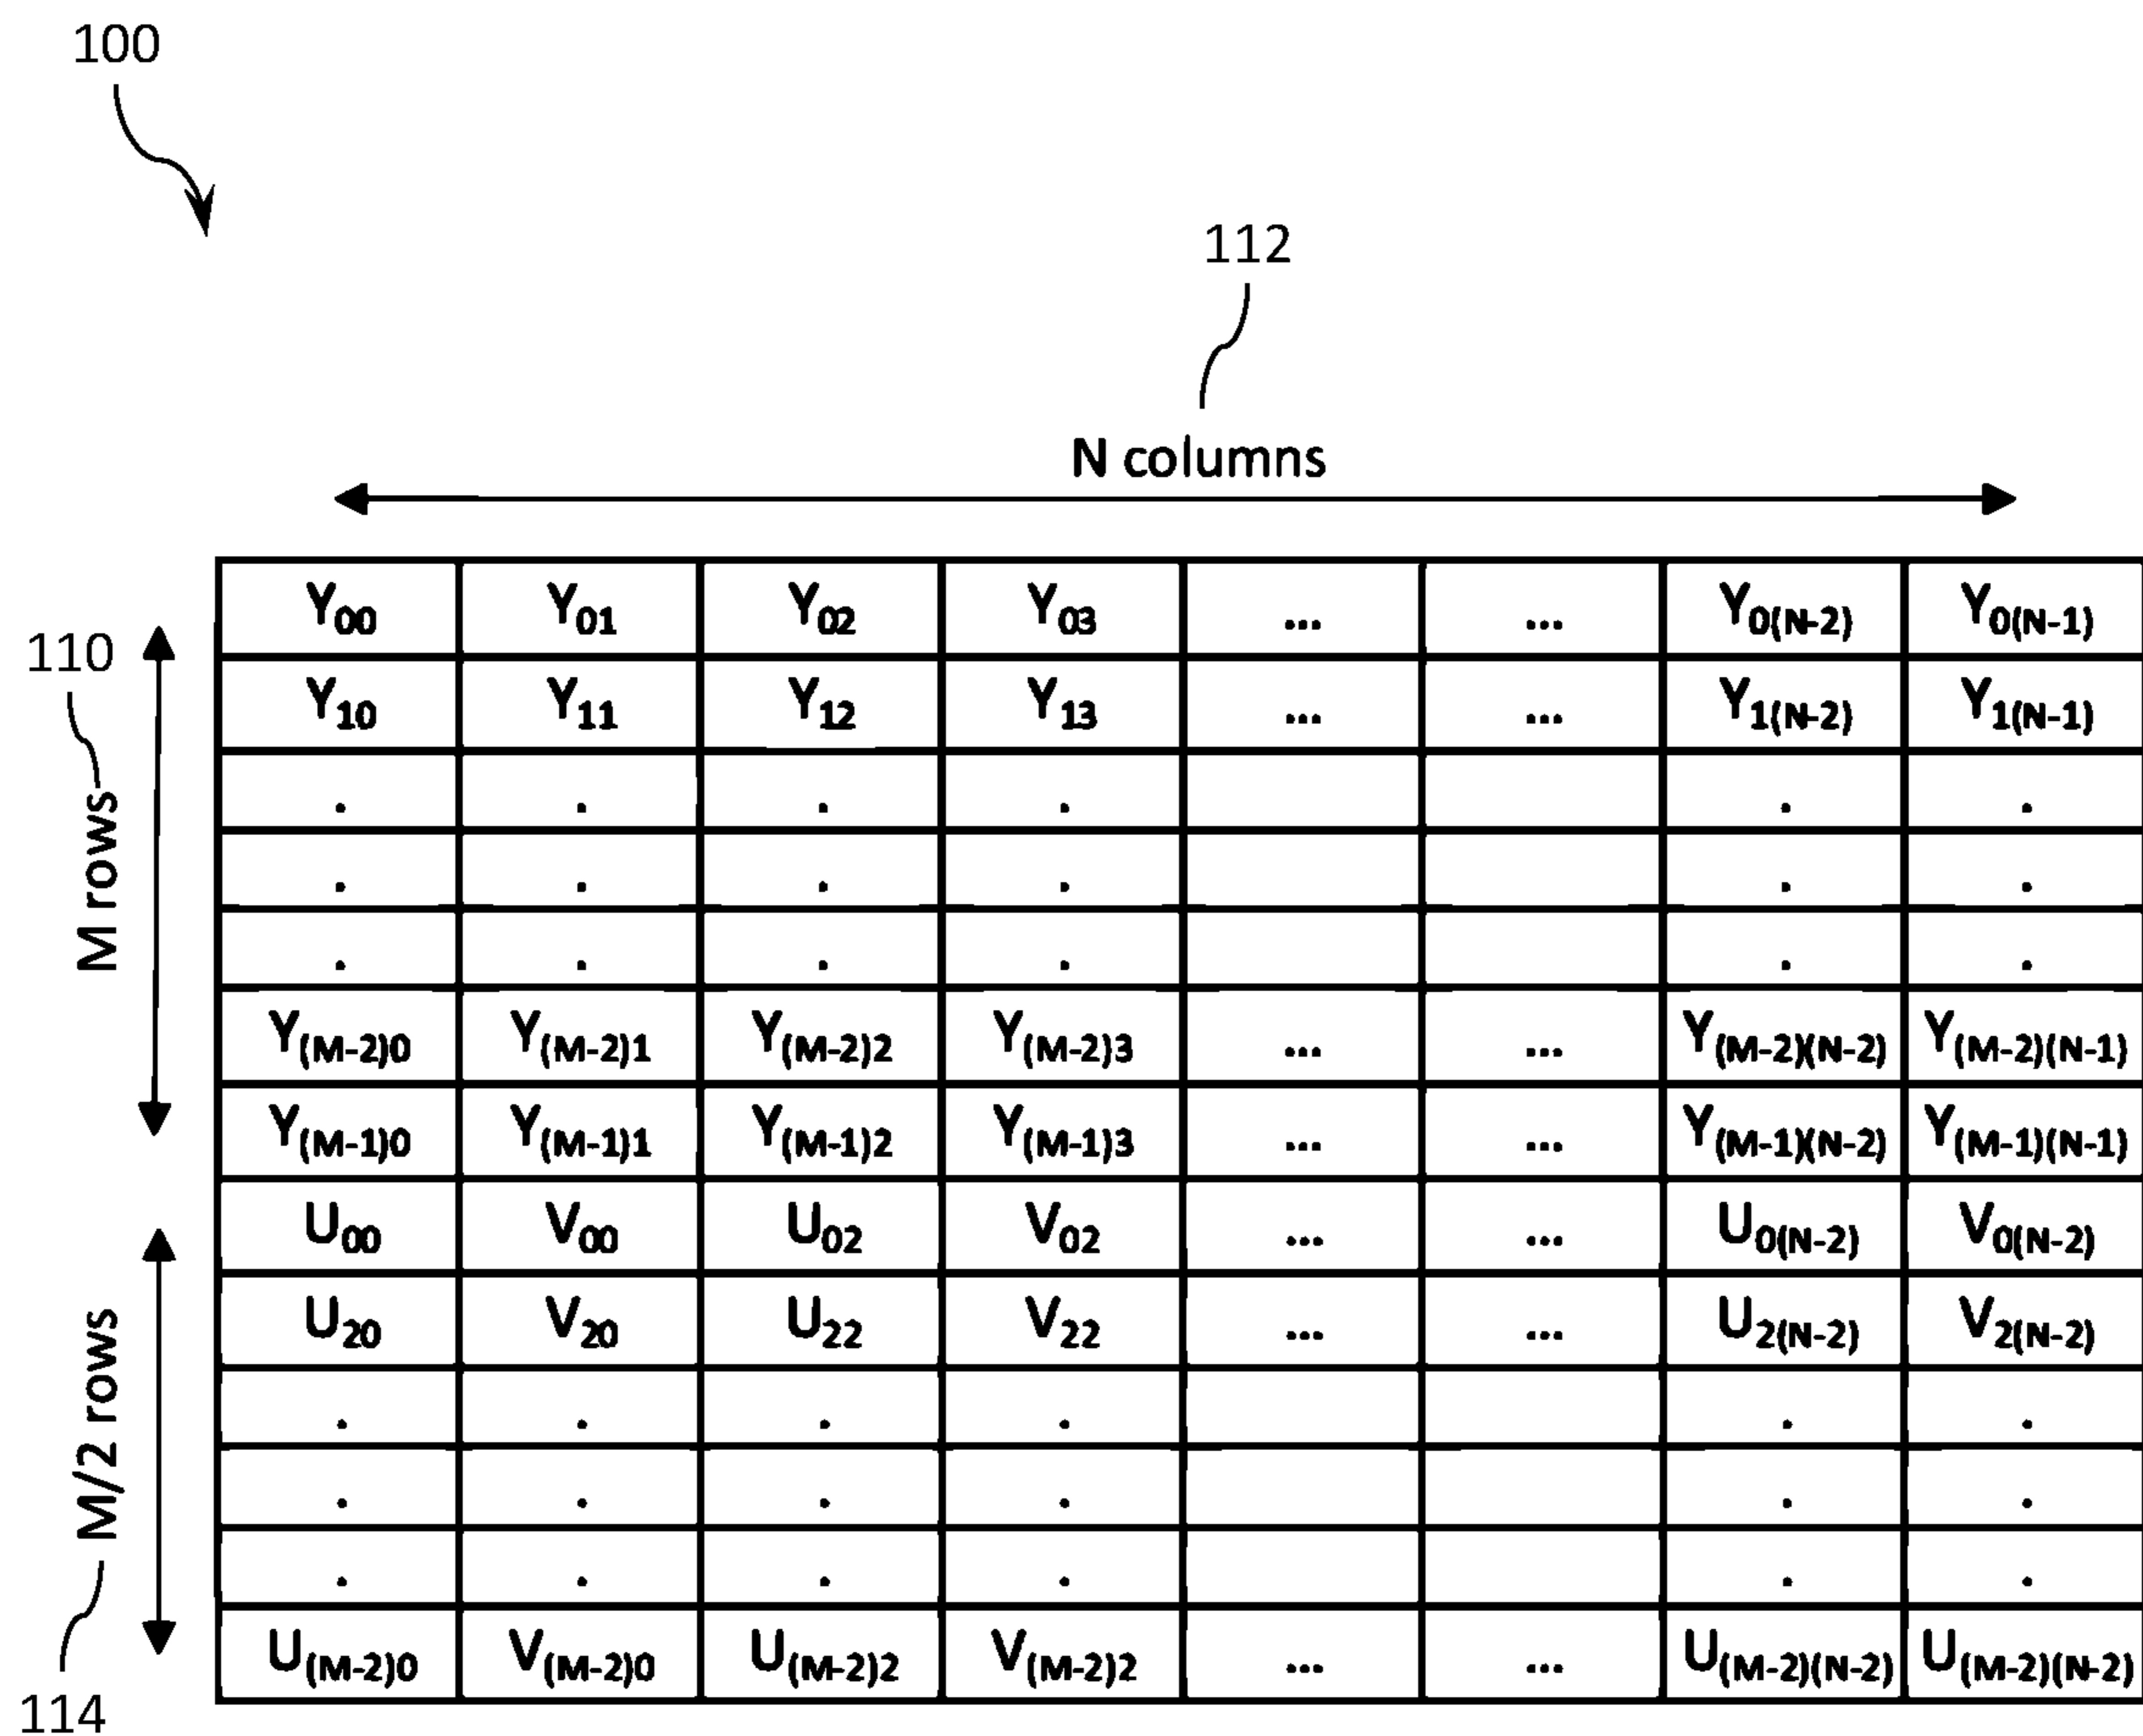 100
112
N columns
Y00 Y01 Y02 Y03 ... ... Y0(N-2) Y0(N-1)
110
Y10 Y11 Y12 Y13 ... ... Y1(N-2) Y1(N-1)
. . . . . .
M rows
. . . . . .
. . . . . .
Y(M-2)0 Y(M-2)1 Y(M-2)2 Y(M-2)3 ... ... Y(M-2)(N-2) Y(M-2)(N-1)
Y(M-1)0 Y(M-1)1 Y(M-1)2 Y(M-1)3 ... ... Y(M-1)(N-2) Y(M-1)(N-1)
U00 V00 U02 V02 ... ... U0(N-2) V0(N-2)
U20 V20 U22 V22 ... ... U2(N-2) V2(N-2)
M/2 rows
. . . . . .
. . . . . .
. . . . . .
U(M-2)0 V(M-2)0 U(M-2)2 V(M-2)2 ... ... U(M-2)(N-2) U(M-2)(N-2)
114